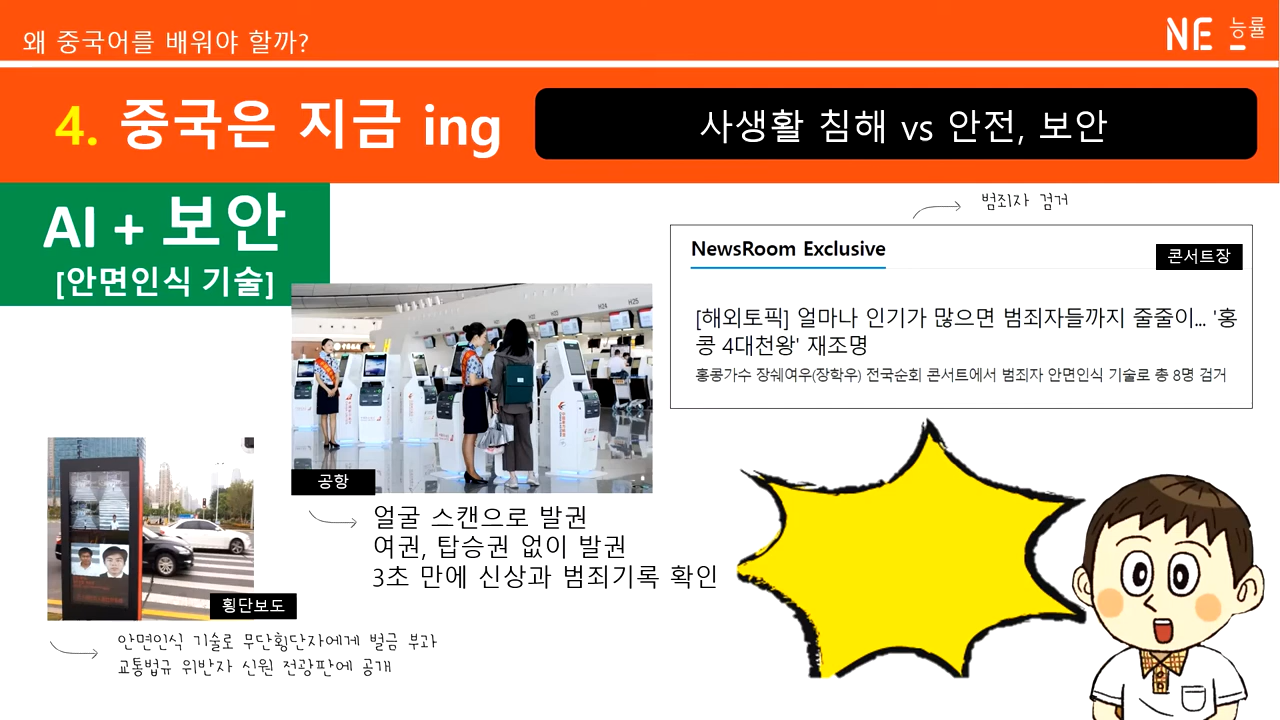 왜 중국어를 배워야 할까?
NE 능률
4. 중국은 지금 ing
사생활 침해 vs 안전, 보안
AI + 보안
[안면인식 기술]
범죄자 검거
NewsRoom Exclusive
콘서트장
[해외토픽] 얼마나 인기가 많으면 범죄자들까지 줄줄이... '홍
콩 4대천왕' 재조명
홍콩가수 장쉐여우(장학우) 전국순회 콘서트에서 범죄자 안면인식 기술로 총 8명 검거
H24
H25
공항
얼굴 스캔으로 발권
여권, 탑승권 없이 발권
3초 만에 신상과 범죄기록 확인
횡단보도
안면인식 기술로 무단횡단자에게 벌금 부과
교통법규 위반자 신원 전광판에 공개